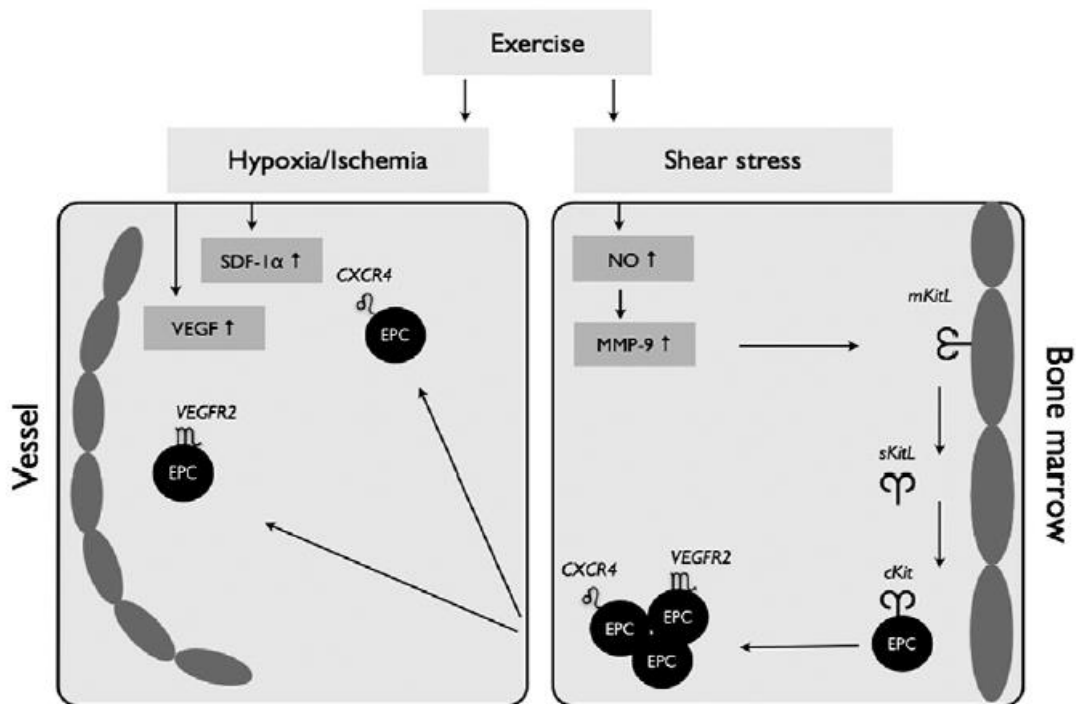 Exercise
Hypoxia/Ischemia
Shear stress
Vessel
SDF-1α ↑
VEGF ↑
CXCR4
EPC
VEGFR2
EPC
NO ↑
MMP-9 ↑
mKitL
sKitL
cKit
EPC
CXCR4
VEGFR2
EPC
EPC
EPC
Bone marrow